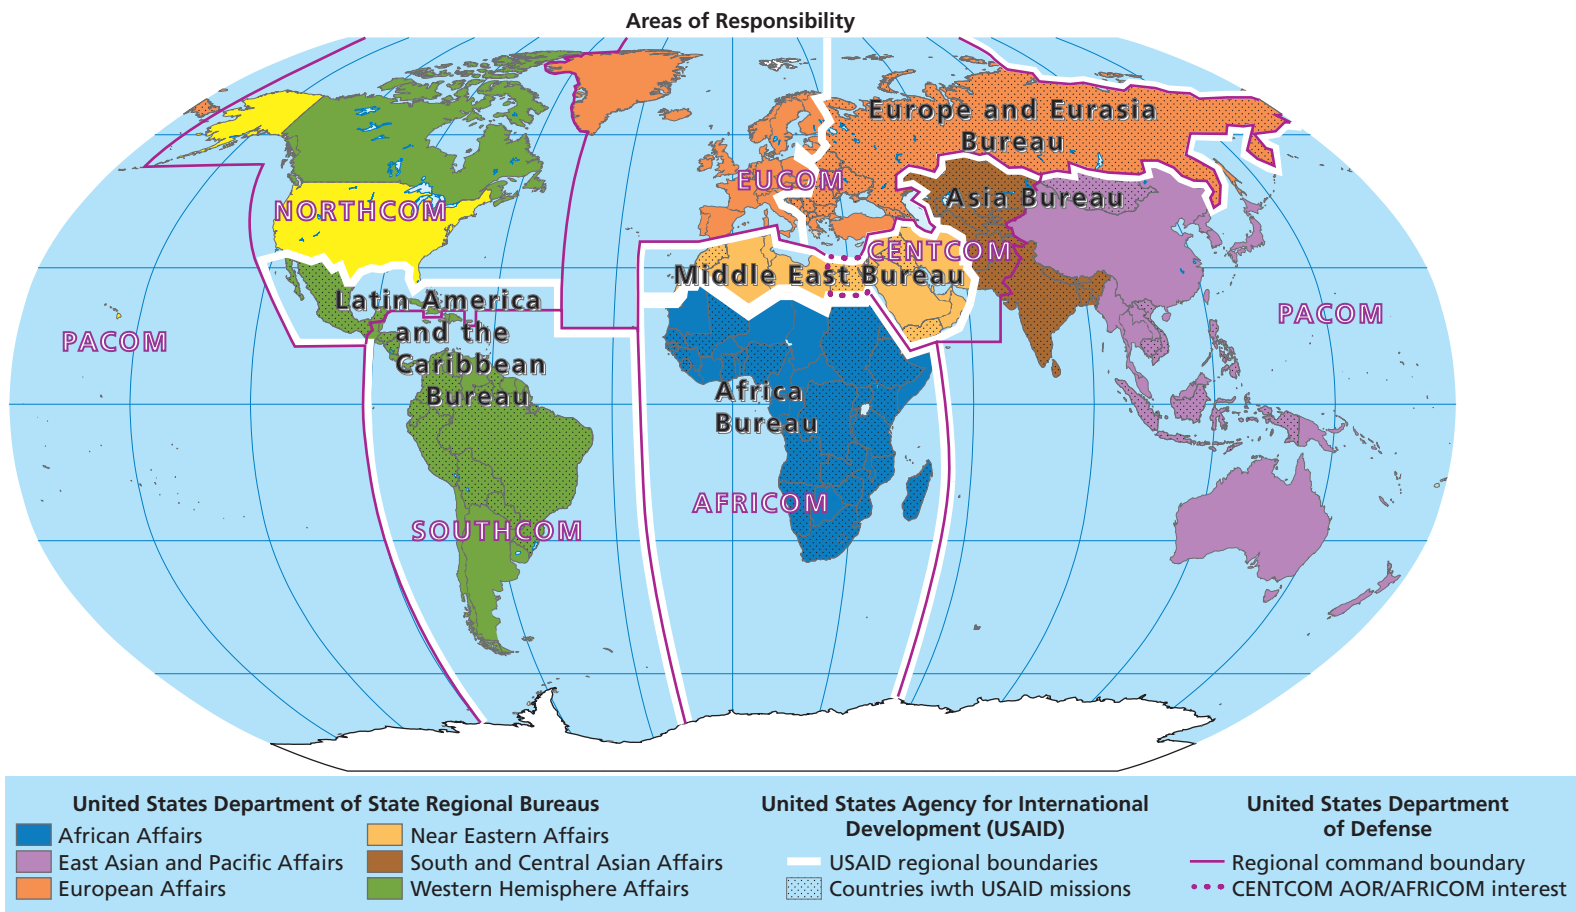 Areas of Responsibility
Europe and Eurasia
Bureau
EUCOM
Asia Bureau
NORTHCOM
CENTCOM
Middle East Bureau
Latin America
and the
Caribbean
Bureau
PACOM
PACOM
Africa
Bureau
AFRICOM
SOUTHCOM
United States Department of State Regional Bureaus
African Affairs
East Asian and Pacific Affairs
European Affairs
Near Eastern Affairs
South and Central Asian Affairs
Western Hemisphere Affairs
United States Agency for International
Development (USAID)
USAID regional boundaries
Countries iwth USAID missions
United States Department
of Defense
Regional command boundary
CENTCOM AOR/AFRICOM interest